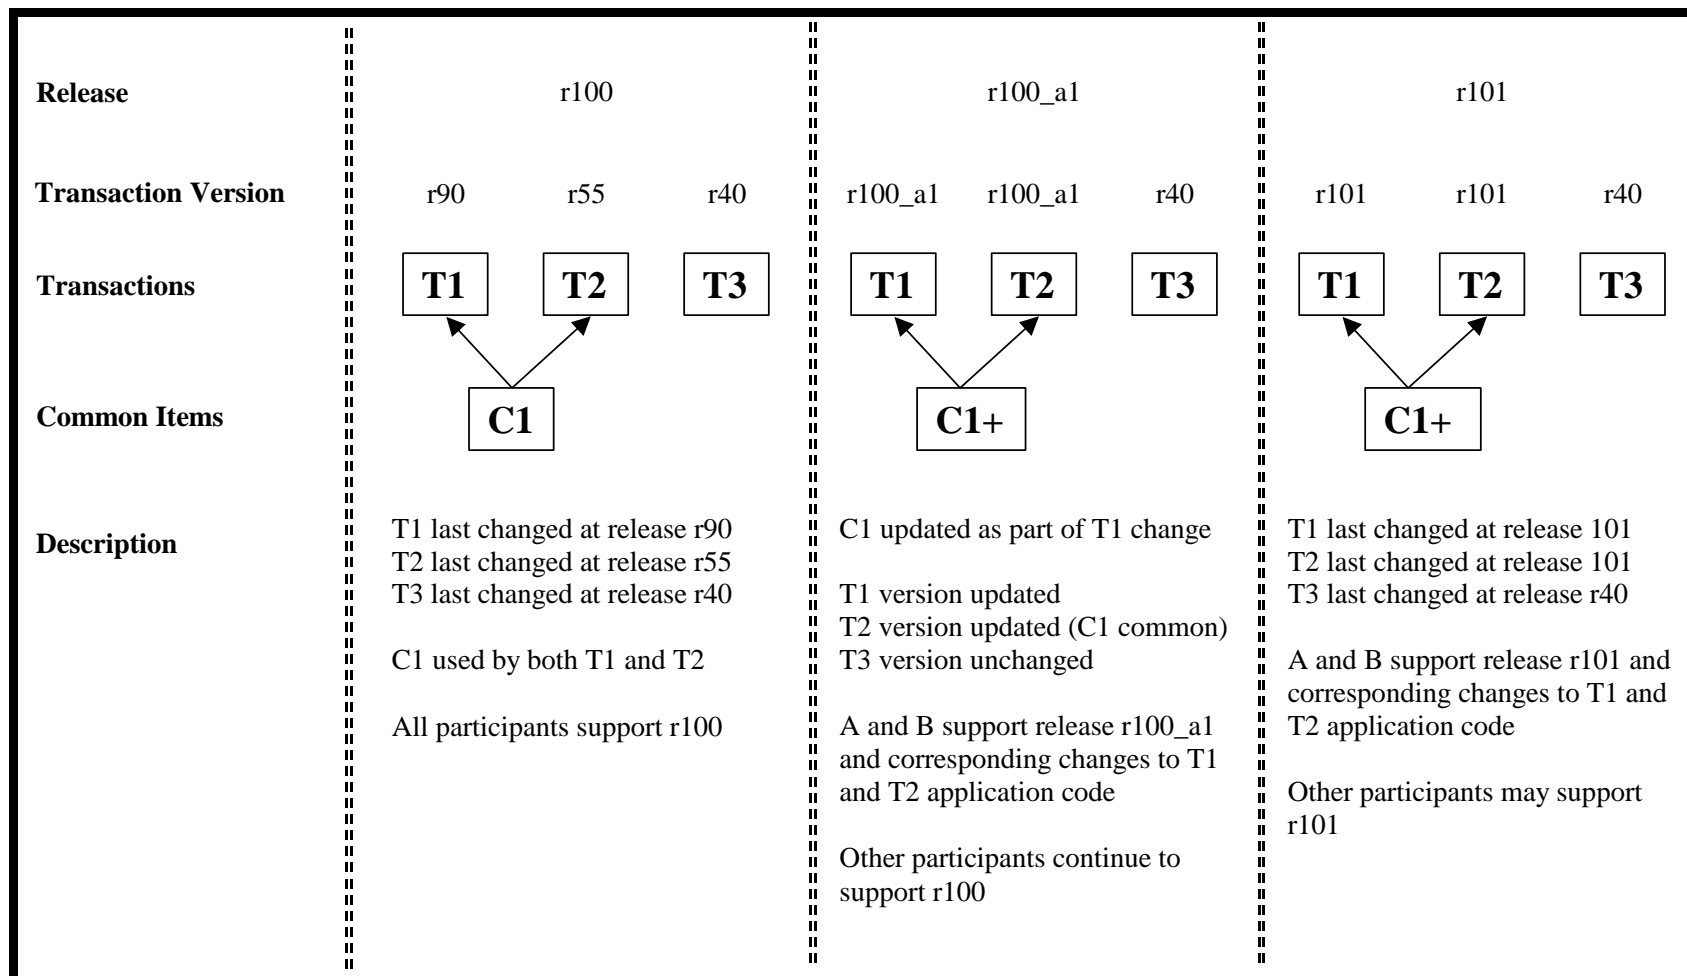 Release r100 r100_a1 r101
Transaction Version r90 r55 r40 r100_a1 r100_a1 r40 r101 r101 r40
Transactions T1 T2 T3 T1 T2 T3 T1 T2 T3
Common Items C1 C1+ C1+
Description
T1 last changed at release r90
T2 last changed at release r55
T3 last changed at release r40
C1 used by both T1 and T2
All participants support r100
C1 updated as part of T1 change
T1 version updated
T2 version updated (C1 common)
T3 version unchanged
A and B support release r100_a1
and corresponding changes to T1
and T2 application code
Other participants continue to
support r100
T1 last changed at release 101
T2 last changed at release 101
T3 last changed at release r40
A and B support release r101 and
corresponding changes to T1 and
T2 application code
Other participants may support
r101